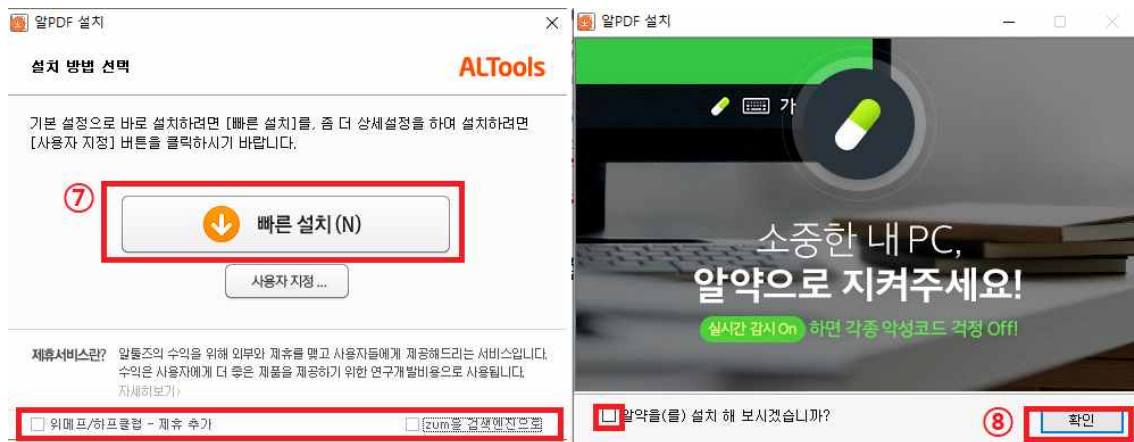 알PDF 설치
설치 방법 선택
ALTools
기본 설정으로 바로 설치하려면 [빠른 설치]를, 좀 더 상세설정을 하며 설치하려면
[사용자 지정] 버튼을 클릭하시기 바랍니다.
⑦
빠른 설치(N)
사용자 지정 ...
제휴서비스란? 알툴즈의 수익을 위해 외부와 제휴를 맺고 사용자들에게 제공해드리는 서비스입니다.
수익은 사용자에게 더 좋은 제품을 제공하기 위한 연구개발비용으로 사용됩니다.
자세히보기›
위메프/하프클럽 - 제휴 추가
zum을 검색엔진으로
알PDF 설치
가
소중한 내 PC,
알약으로 지켜주세요!
실시간 감시 On 하면 각종 악성코드 걱정 Off!
알약을(를) 설치 해 보시겠습니까?
⑧
확인